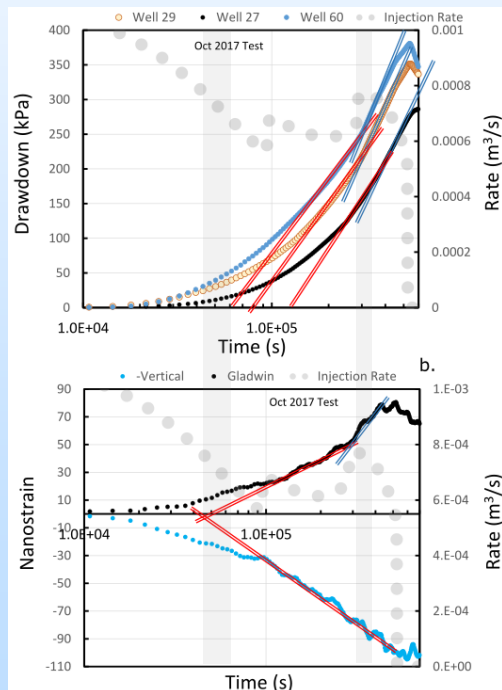 Well 29 Well 27 Well 60 Injection Rate
400 0.001
350 Oct 2017 Test
300 0.0008
250
200 0.0006
150 0.0004
100
50 0.0002
0 0
1.0E+04 1.0E+05
Drawdown (kPa)
Rate (m³/s)
Time (s)
b.
-Vertical Gladwin Injection Rate
90 1.E-03
Oct 2017 Test
70
50 8.E-04
30
10 6.E-04
-10
1.0E+04 1.0E+05
-30 4.E-04
-50
-70 2.E-04
-90
-110 0.E+00
Nanostrain
Rate (m³/s)
Time (s)